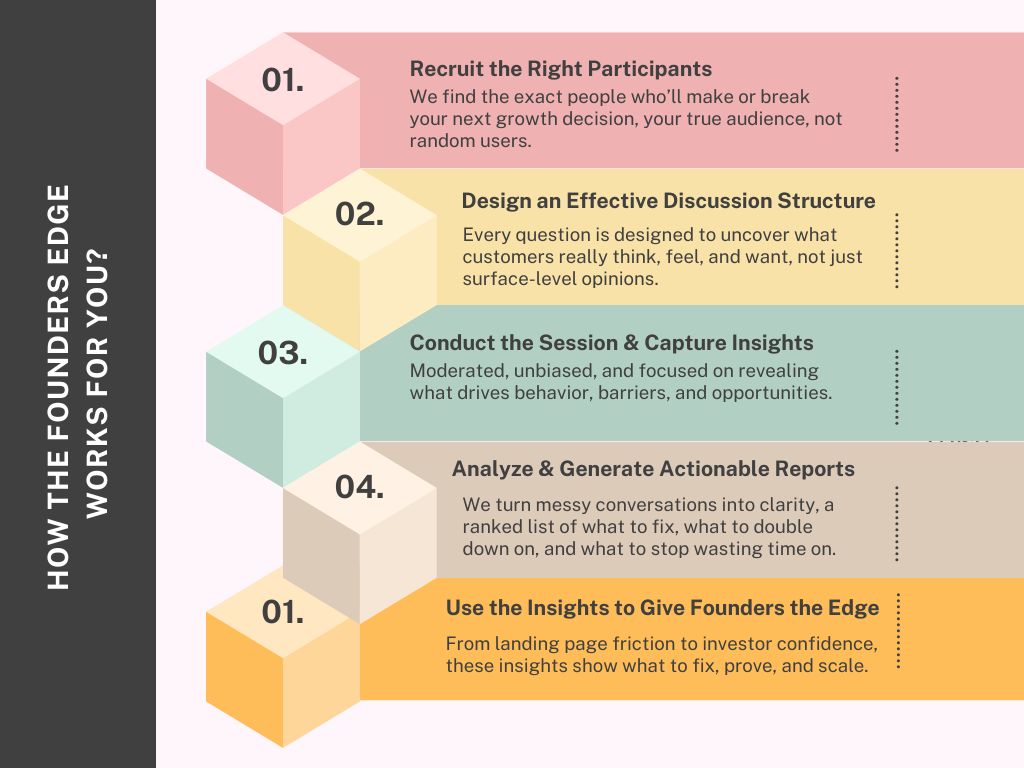 HOW THE FOUNDERS EDGE
WORKS FOR YOU?
01.
Recruit the Right Participants
We find the exact people who’ll make or break
your next growth decision, your true audience, not
random users.
02.
Design an Effective Discussion Structure
Every question is designed to uncover what
customers really think, feel, and want, not just
surface-level opinions.
03.
Conduct the Session & Capture Insights
Moderated, unbiased, and focused on revealing
what drives behavior, barriers, and opportunities.
04.
Analyze & Generate Actionable Reports
We turn messy conversations into clarity, a
ranked list of what to fix, what to double
down on, and what to stop wasting time on.
01.
Use the Insights to Give Founders the Edge
From landing page friction to investor confidence,
these insights show what to fix, prove, and scale.